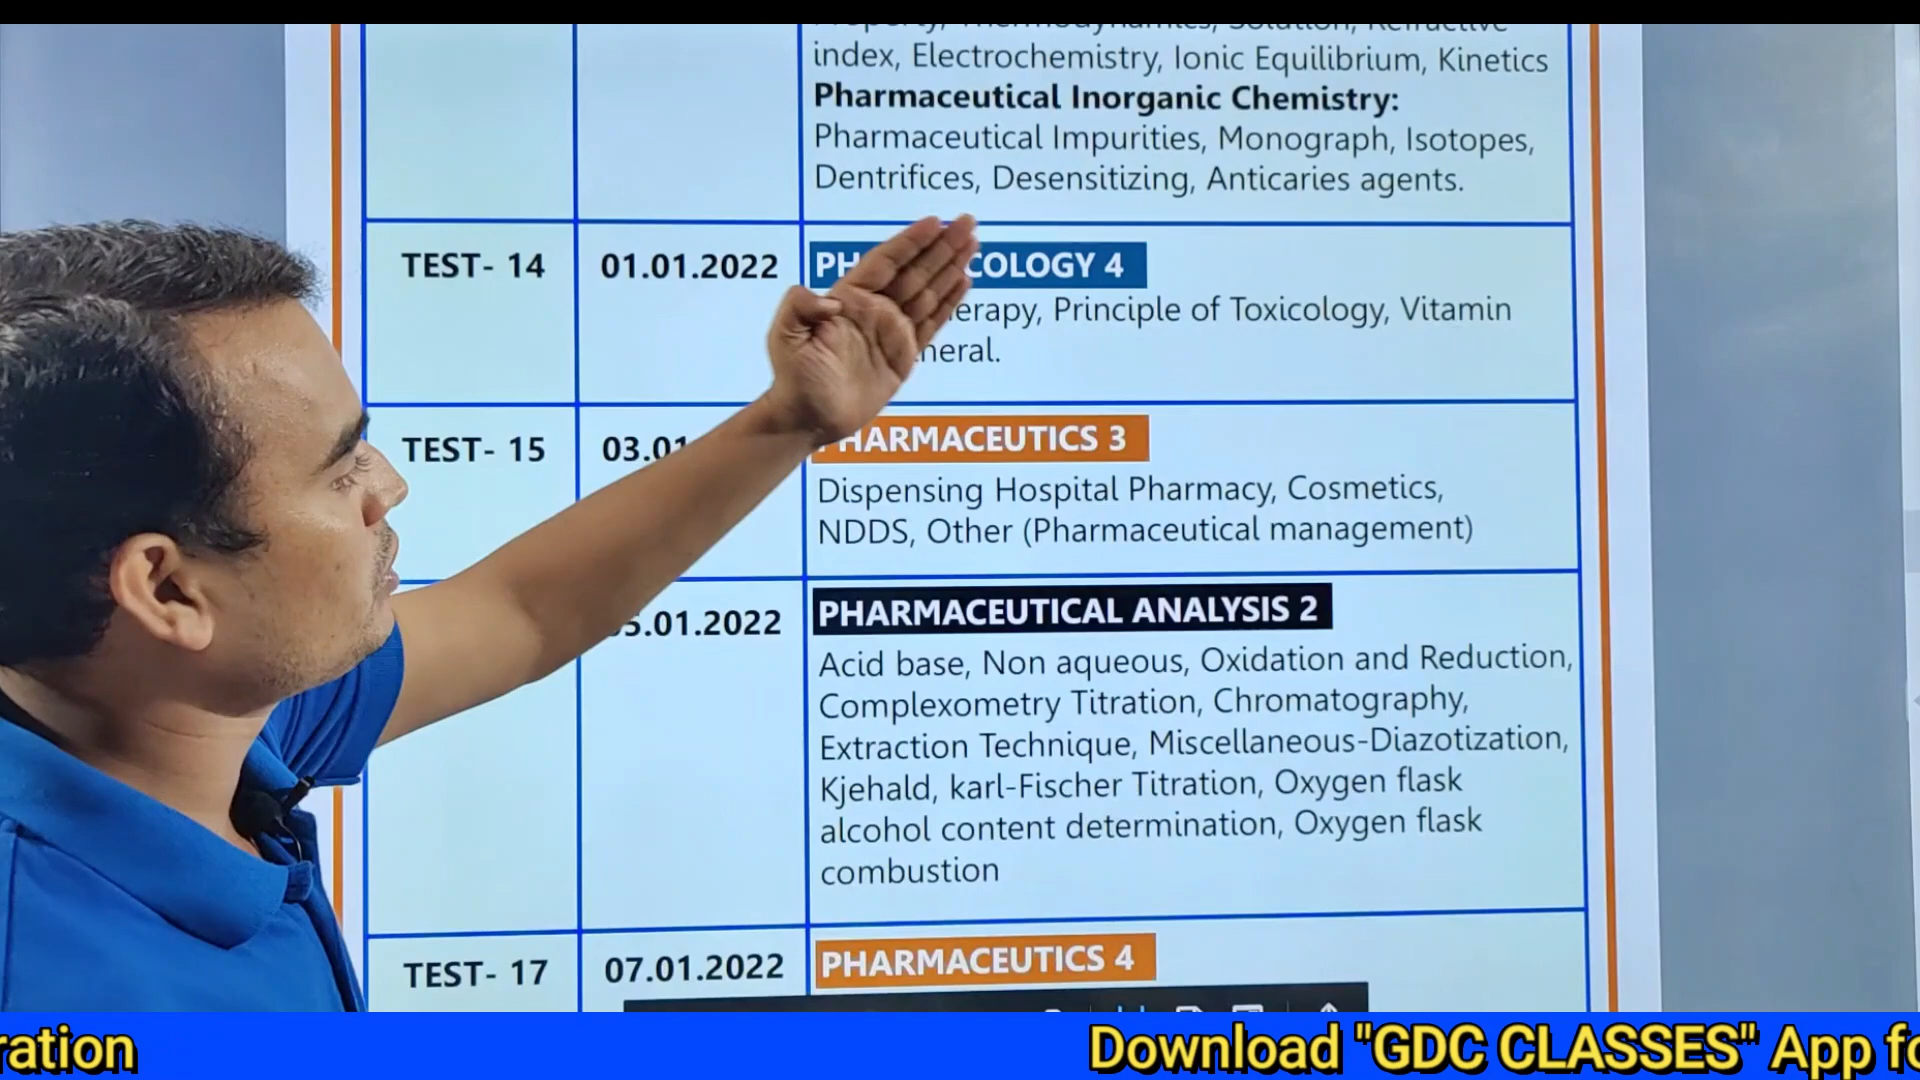 index, Electrochemistry, Ionic Equilibrium, Kinetics
Pharmaceutical Inorganic Chemistry:
Pharmaceutical Impurities, Monograph, Isotopes,
Dentrifices, Desensitizing, Anticaries agents.
TEST- 14
01.01.2022
COLOGY 4
erapy, Principle of Toxicology, Vitamin
neral.
TEST- 15
03.01
PHARMACEUTICS 3
Dispensing Hospital Pharmacy, Cosmetics,
NDDS, Other (Pharmaceutical management)
5.01.2022
PHARMACEUTICAL ANALYSIS 2
Acid base, Non aqueous, Oxidation and Reduction,
Complexometry Titration, Chromatography,
Extraction Technique, Miscellaneous-Diazotization,
Kjehald, karl-Fischer Titration, Oxygen flask
alcohol content determination, Oxygen flask
combustion
TEST- 17
07.01.2022
PHARMACEUTICS 4
ration
Download "GDC CLASSES" App fo